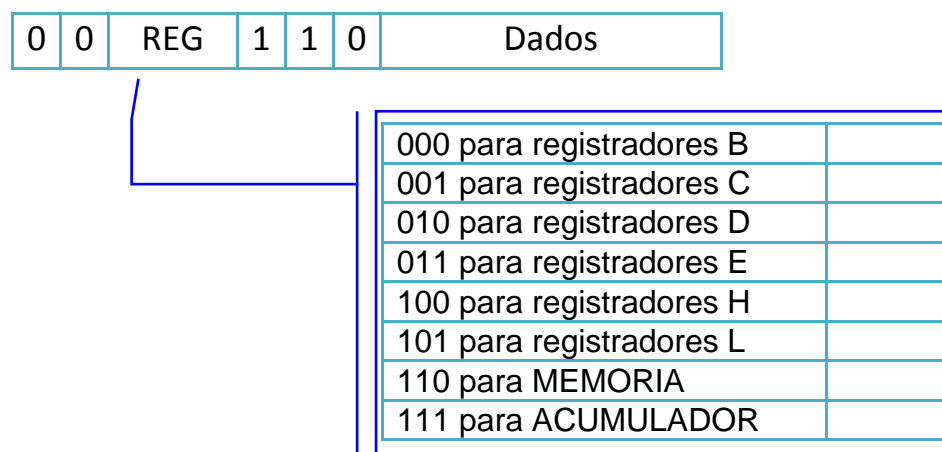 0 0 REG 1 1 0 Dados
000 para registradores B
001 para registradores C
010 para registradores D
011 para registradores E
100 para registradores H
101 para registradores L
110 para MEMORIA
111 para ACUMULADOR